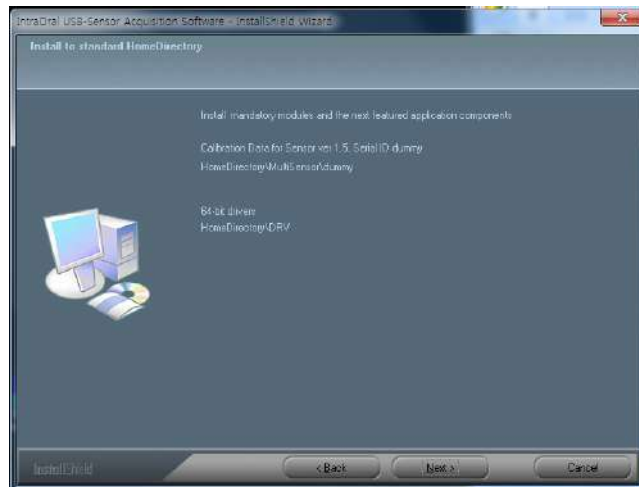 IntraOral USB-Sensor Acquisition Software - InstallShield Wizard
Install to standard HomeDirectory
Install mandatory modules and the next featured application components
Calibration Data for Sensor ver 1.5, Serial ID dummy
HomeDirectory\MultiSensor\dummy
64-bit drivers
HomeDirectory\DRV
InstallShield
< Back
Next >
Cancel